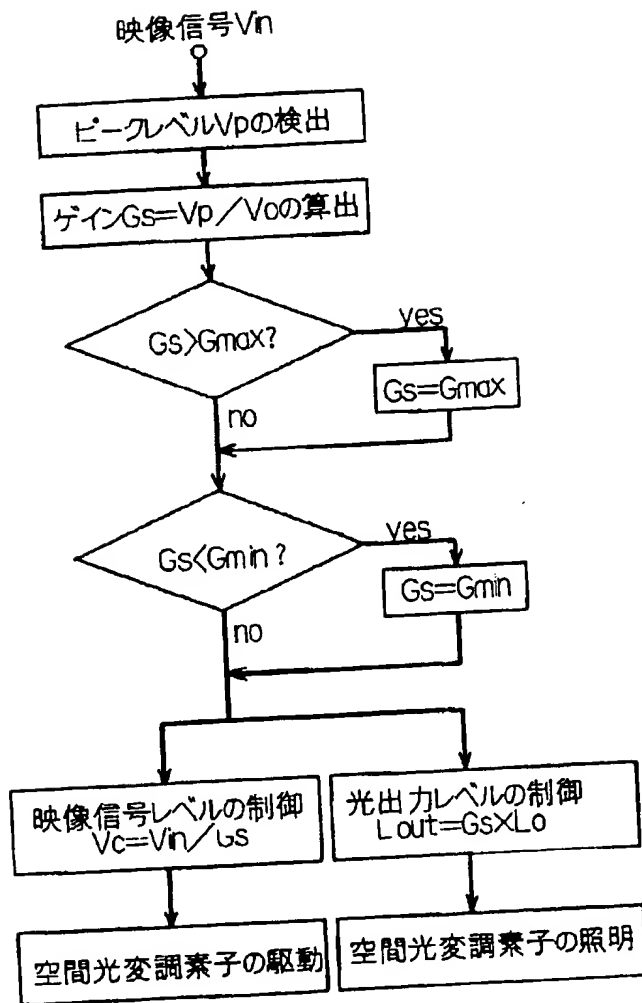 映像信号Vin
ピークレベルVpの検出
ゲインGs=Vp/Voの算出
Gs>Gmax?
yes
Gs=Gmax
no
Gs<Gmin?
yes
Gs=Gmin
no
映像信号レベルの制御
Vc=Vin/Gs
光出力レベルの制御
Lout=Gs×Lo
空間光変調素子の駆動
空間光変調素子の照明